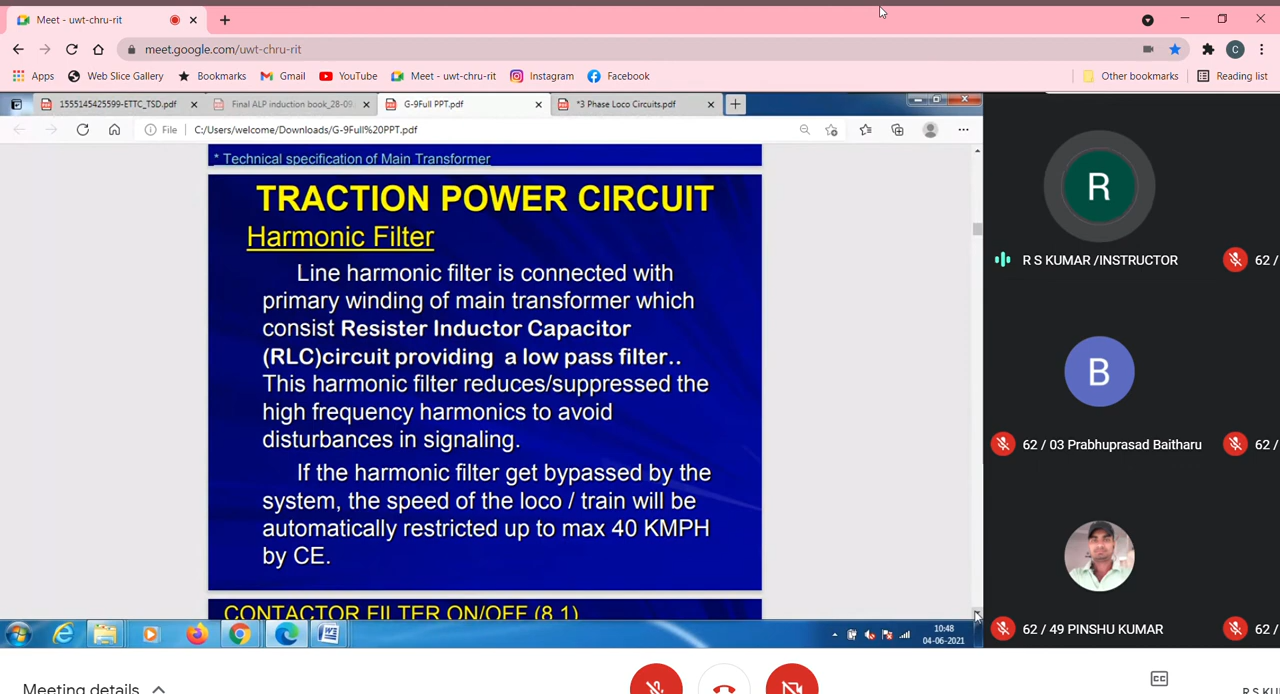 Meet - uwt-chru-rit
meet.google.com/uwt-chru-rit
Apps Web Slice Gallery Bookmarks Gmail YouTube Meet - uwt-chru-rit Instagram Facebook Other bookmarks Reading list
1555145425599-ETTC_TSD.pdf Final ALP induction book_28-09 G-9Full PPT.pdf *3 Phase Loco Circuits.pdf
File C:/Users/welcome/Downloads/G-9Full%20PPT.pdf
* Technical specification of Main Transformer
TRACTION POWER CIRCUIT
Harmonic Filter
Line harmonic filter is connected with
primary winding of main transformer which
consist Resister Inductor Capacitor
(RLC)circuit providing a low pass filter..
This harmonic filter reduces/suppressed the
high frequency harmonics to avoid
disturbances in signaling.
If the harmonic filter get bypassed by the
system, the speed of the loco / train will be
automatically restricted up to max 40 KMPH
by CE.
CONTACTOR FILTER ON/OFF (8.1)
10:48
04-06-2021
C
R
R S KUMAR /INSTRUCTOR
62 /
B
62 / 03 Prabhuprasad Baitharu
62 /
62 / 49 PINSHU KUMAR
62 /
Meeting details
CC
R S KU